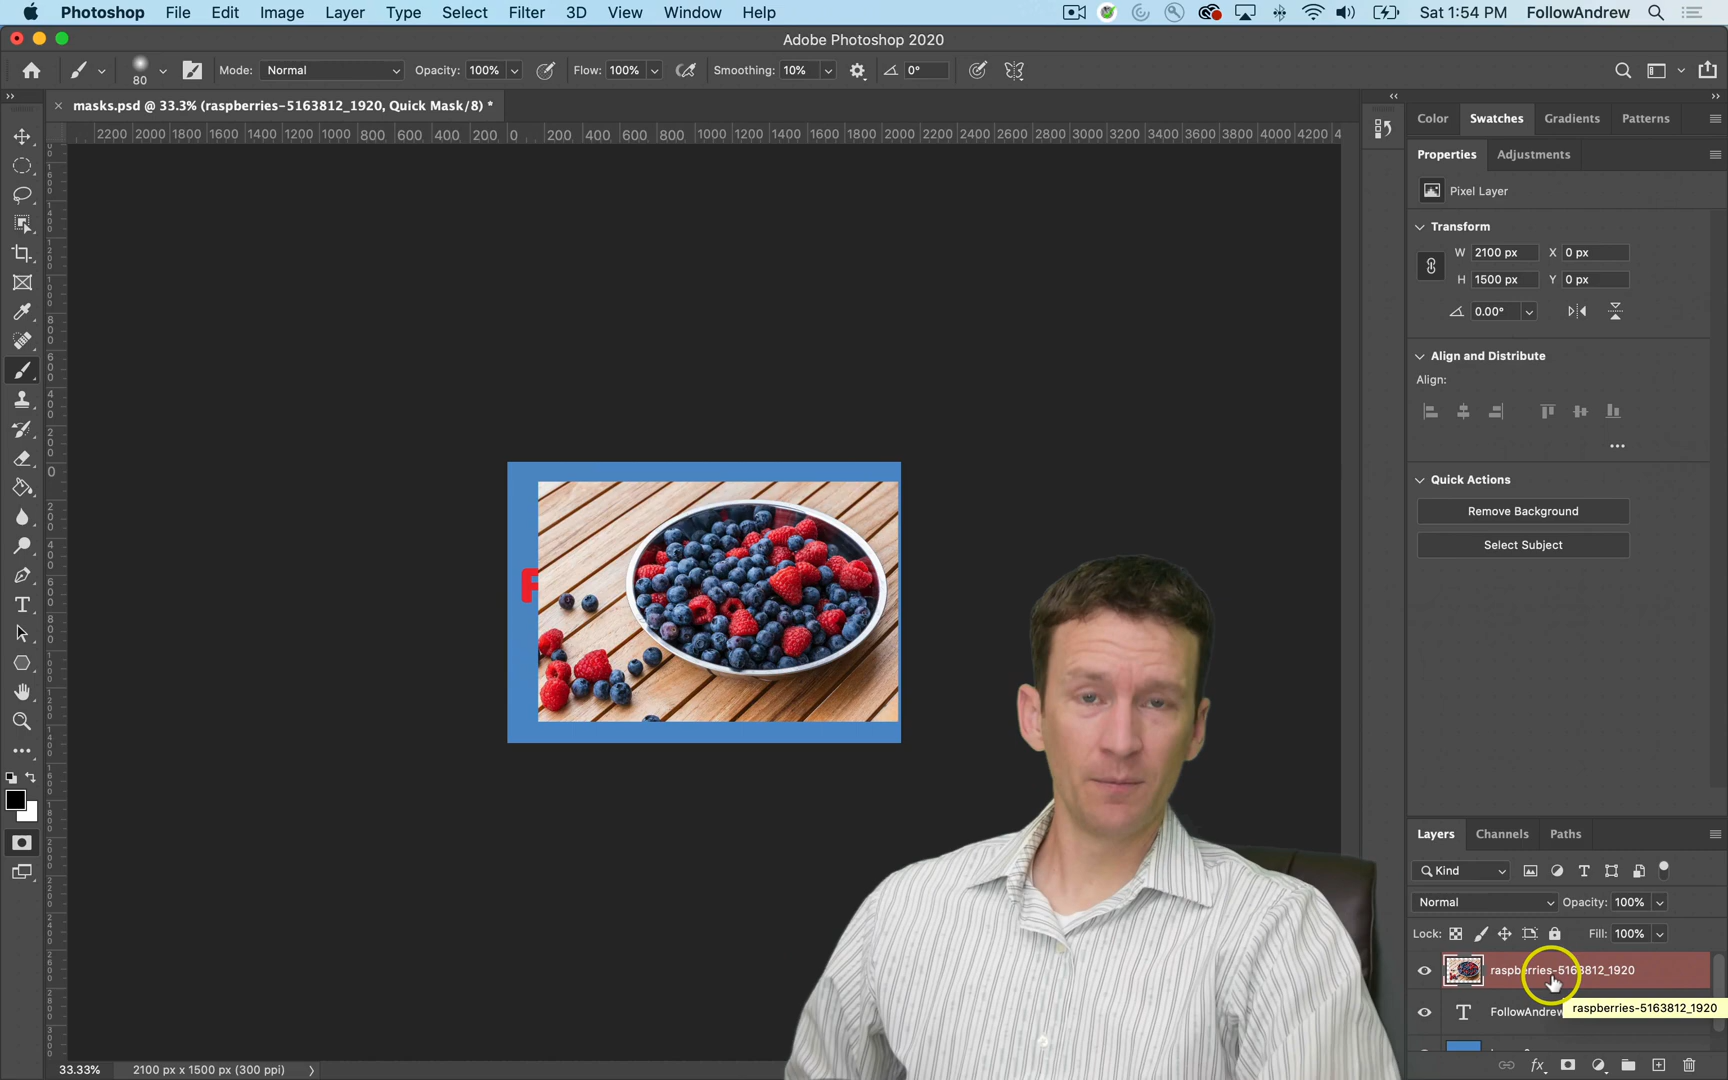 Photoshop File Edit Image Layer Type Select Filter 3D View Window Help Sat 1:54 PM FollowAndrew
Adobe Photoshop 2020
80 Mode: Normal Opacity: 100% Flow: 100% Smoothing: 10% 0°
masks.psd @ 33.3% (raspberries-5163812_1920, Quick Mask/8) *
2200 2000 1800 1600 1400 1200 1000 800 600 400 200 0 200 400 600 800 1000 1200 1400 1600 1800 2000 2200 2400 2600 2800 3000 3200 3400 3600 3800 4000 4200 4
Color Swatches Gradients Patterns
Properties Adjustments
Pixel Layer
Transform
W 2100 px X 0 px
H 1500 px Y 0 px
0.00°
Align and Distribute
Align:
Quick Actions
Remove Background
Select Subject
F
Layers Channels Paths
Kind
Normal Opacity: 100%
Lock: Fill: 100%
raspberries-5163812_1920
FollowAndrew
raspberries-5163812_1920
33.33% 2100 px x 1500 px (300 ppi)